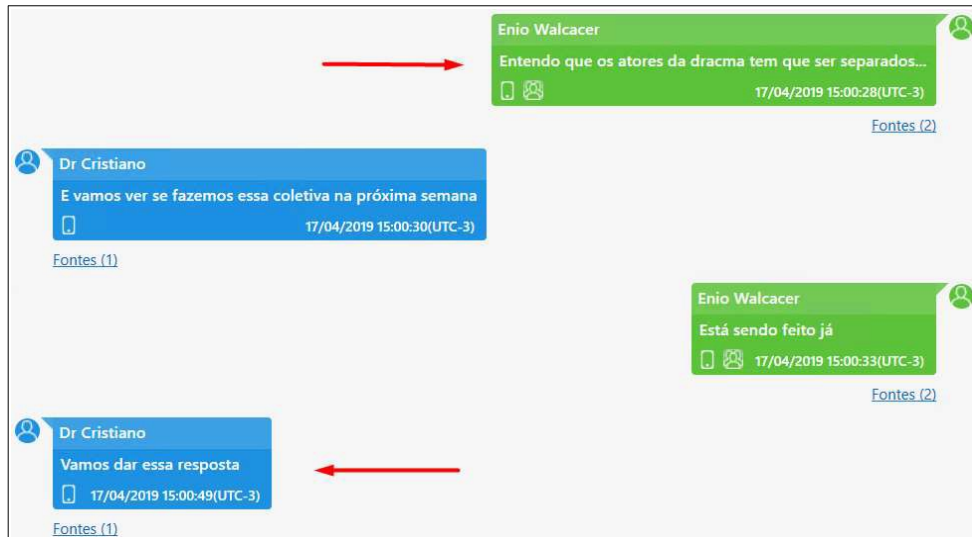 Enio Walcacer
Entendo que os atores da dracma tem que ser separados...
17/04/2019 15:00:28(UTC-3)
Fontes (2)
Dr Cristiano
E vamos ver se fazemos essa coletiva na próxima semana
17/04/2019 15:00:30(UTC-3)
Fontes (1)
Enio Walcacer
Está sendo feito já
17/04/2019 15:00:33(UTC-3)
Fontes (2)
Dr Cristiano
Vamos dar essa resposta
17/04/2019 15:00:49(UTC-3)
Fontes (1)